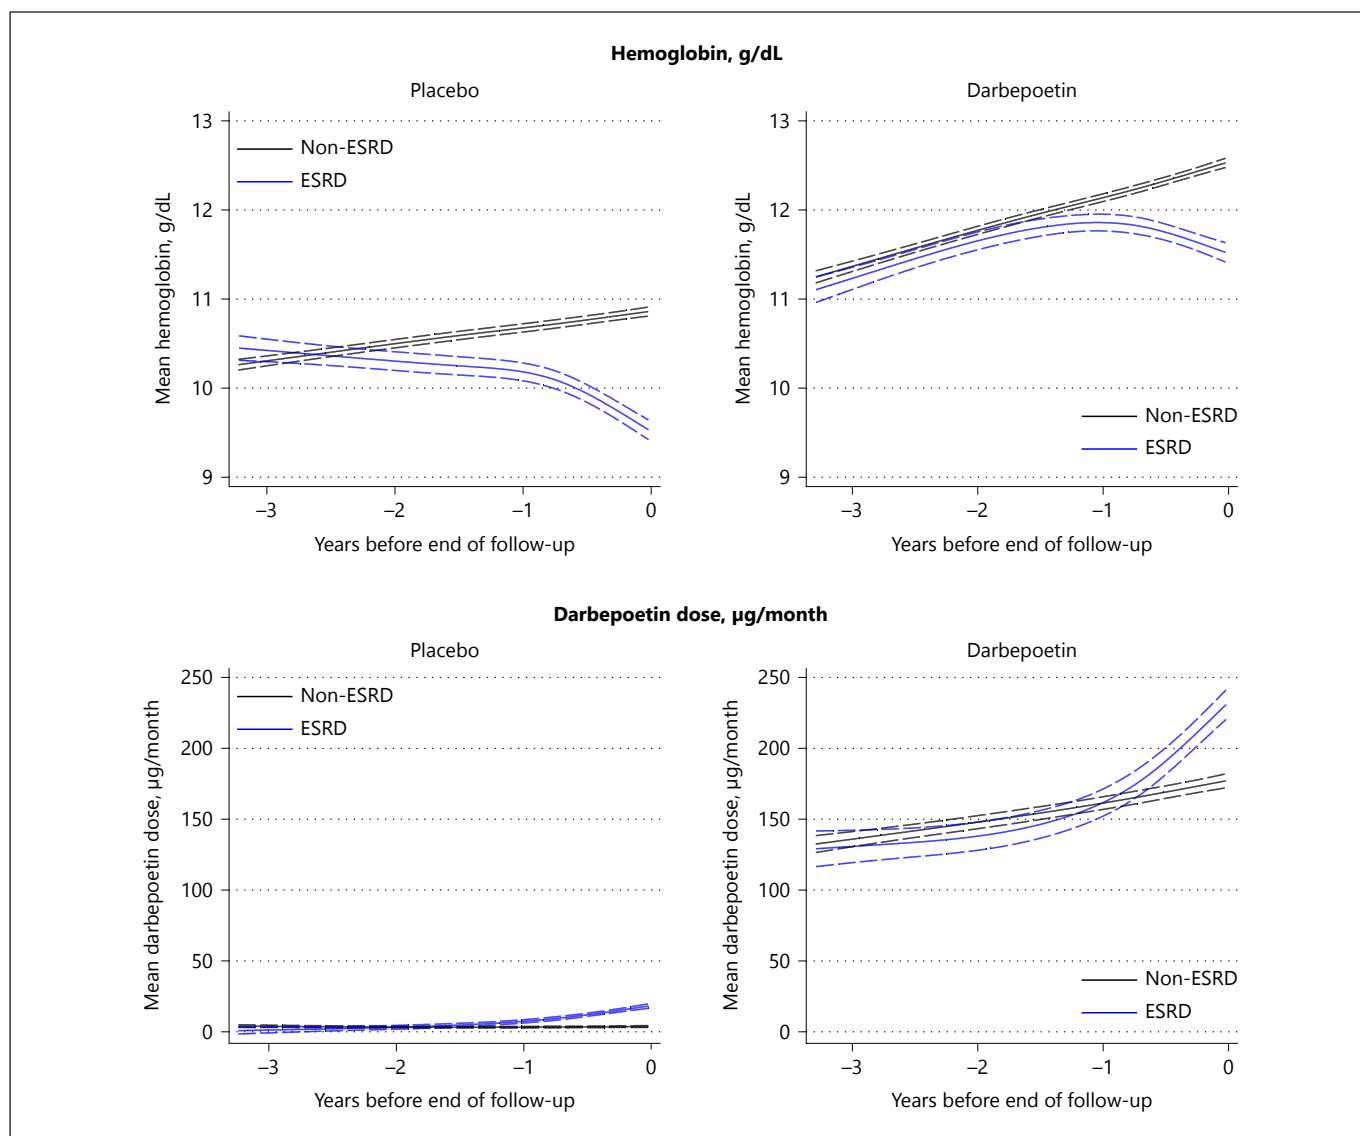 Hemoglobin, g/dL
Placebo
Darbepoetin
13
12
11
10
9
Mean hemoglobin, g/dL
Non-ESRD
ESRD
–3
–2
–1
0
Years before end of follow-up
13
12
11
10
9
Mean hemoglobin, g/dL
Non-ESRD
ESRD
–3
–2
–1
0
Years before end of follow-up
Darbepoetin dose, µg/month
Placebo
Darbepoetin
250
200
150
100
50
0
Mean darbepoetin dose, µg/month
Non-ESRD
ESRD
–3
–2
–1
0
Years before end of follow-up
250
200
150
100
50
0
Mean darbepoetin dose, µg/month
Non-ESRD
ESRD
–3
–2
–1
0
Years before end of follow-up